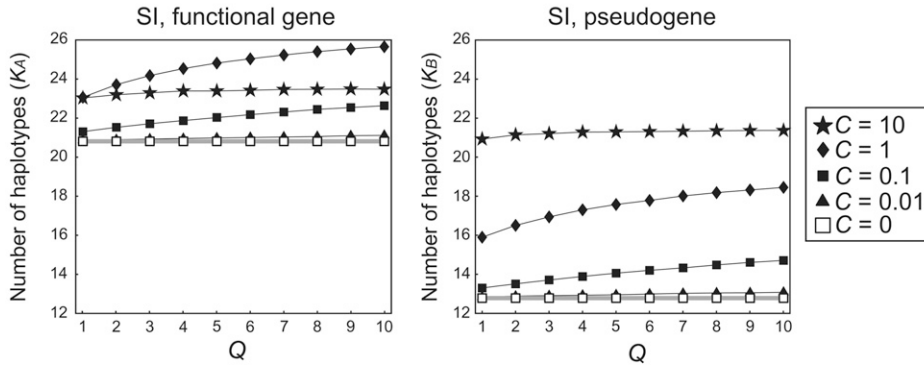 SI, functional gene
Number of haplotypes (KA)
26
24
22
20
18
16
14
12
1 2 3 4 5 6 7 8 9 10
Q
SI, pseudogene
Number of haplotypes (KB)
26
24
22
20
18
16
14
12
1 2 3 4 5 6 7 8 9 10
Q
C = 10
C = 1
C = 0.1
C = 0.01
C = 0